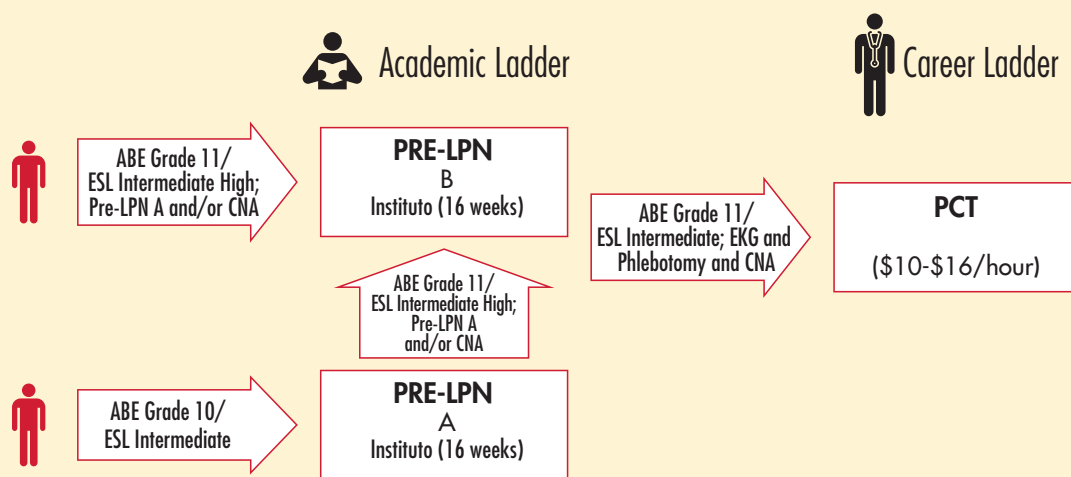 Academic Ladder
Career Ladder
ABE Grade 11/
ESL Intermediate High;
Pre-LPN A and/or CNA
PRE-LPN
B
Instituto (16 weeks)
ABE Grade 11/
ESL Intermediate; EKG and
Phlebotomy and CNA
PCT
($10-$16/hour)
ABE Grade 11/
ESL Intermediate High;
Pre-LPN A
and/or CNA
ABE Grade 10/
ESL Intermediate
PRE-LPN
A
Instituto (16 weeks)